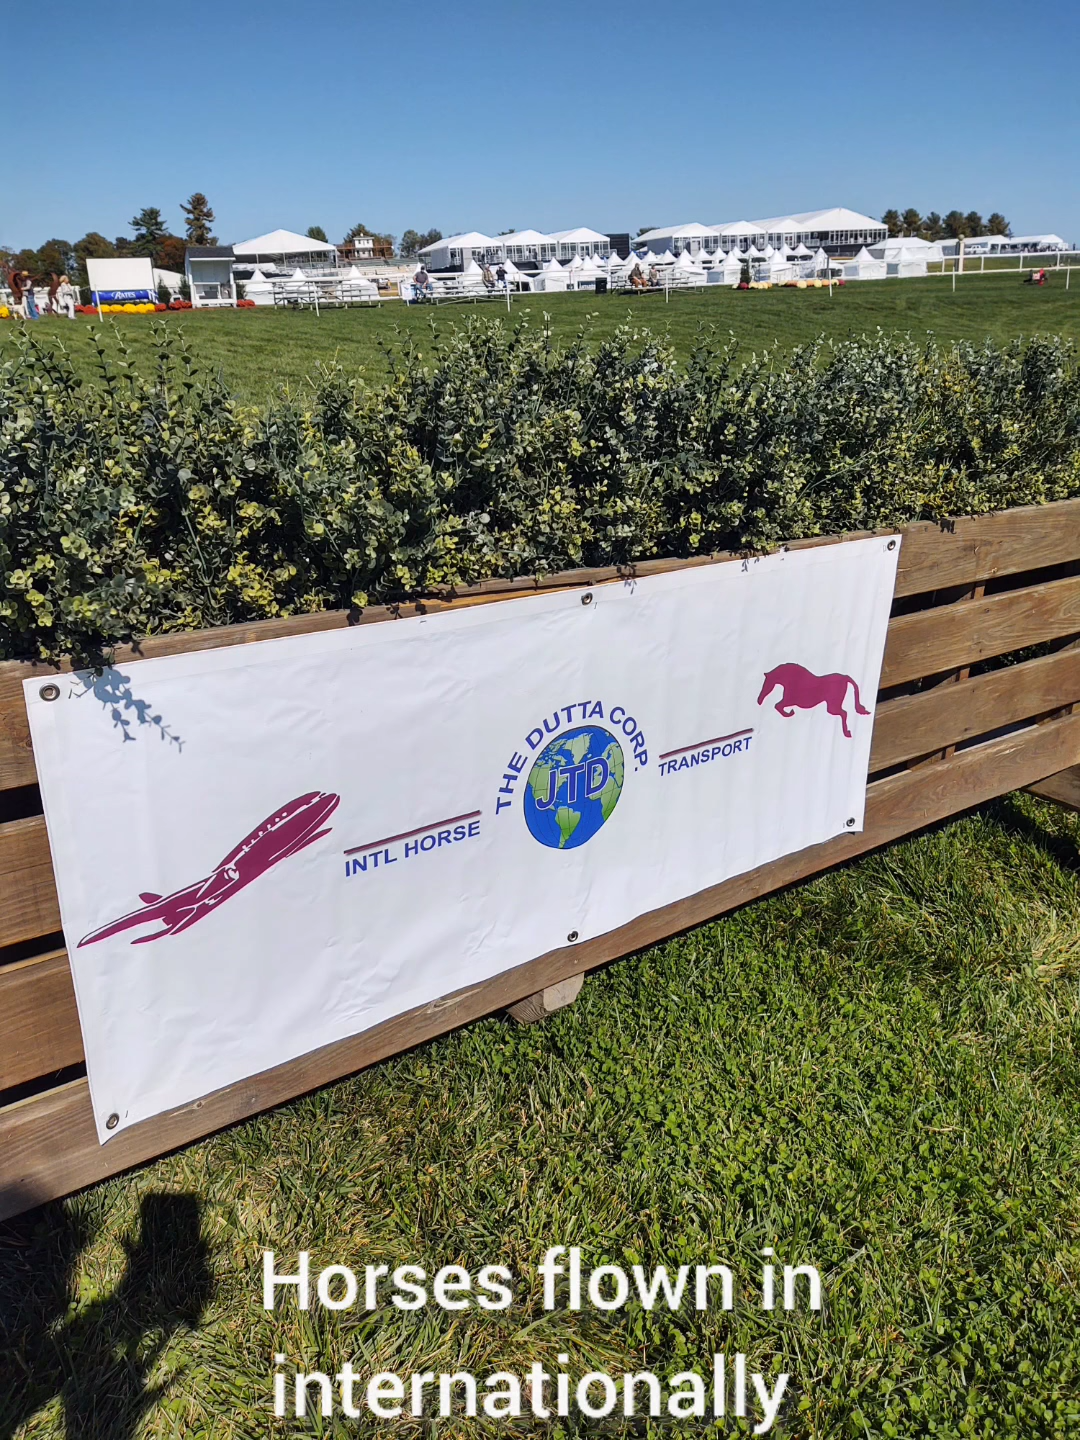 THE DUTTA CORP.
INTL HORSE
JTD
TRANSPORT
Horses flown in
internationally